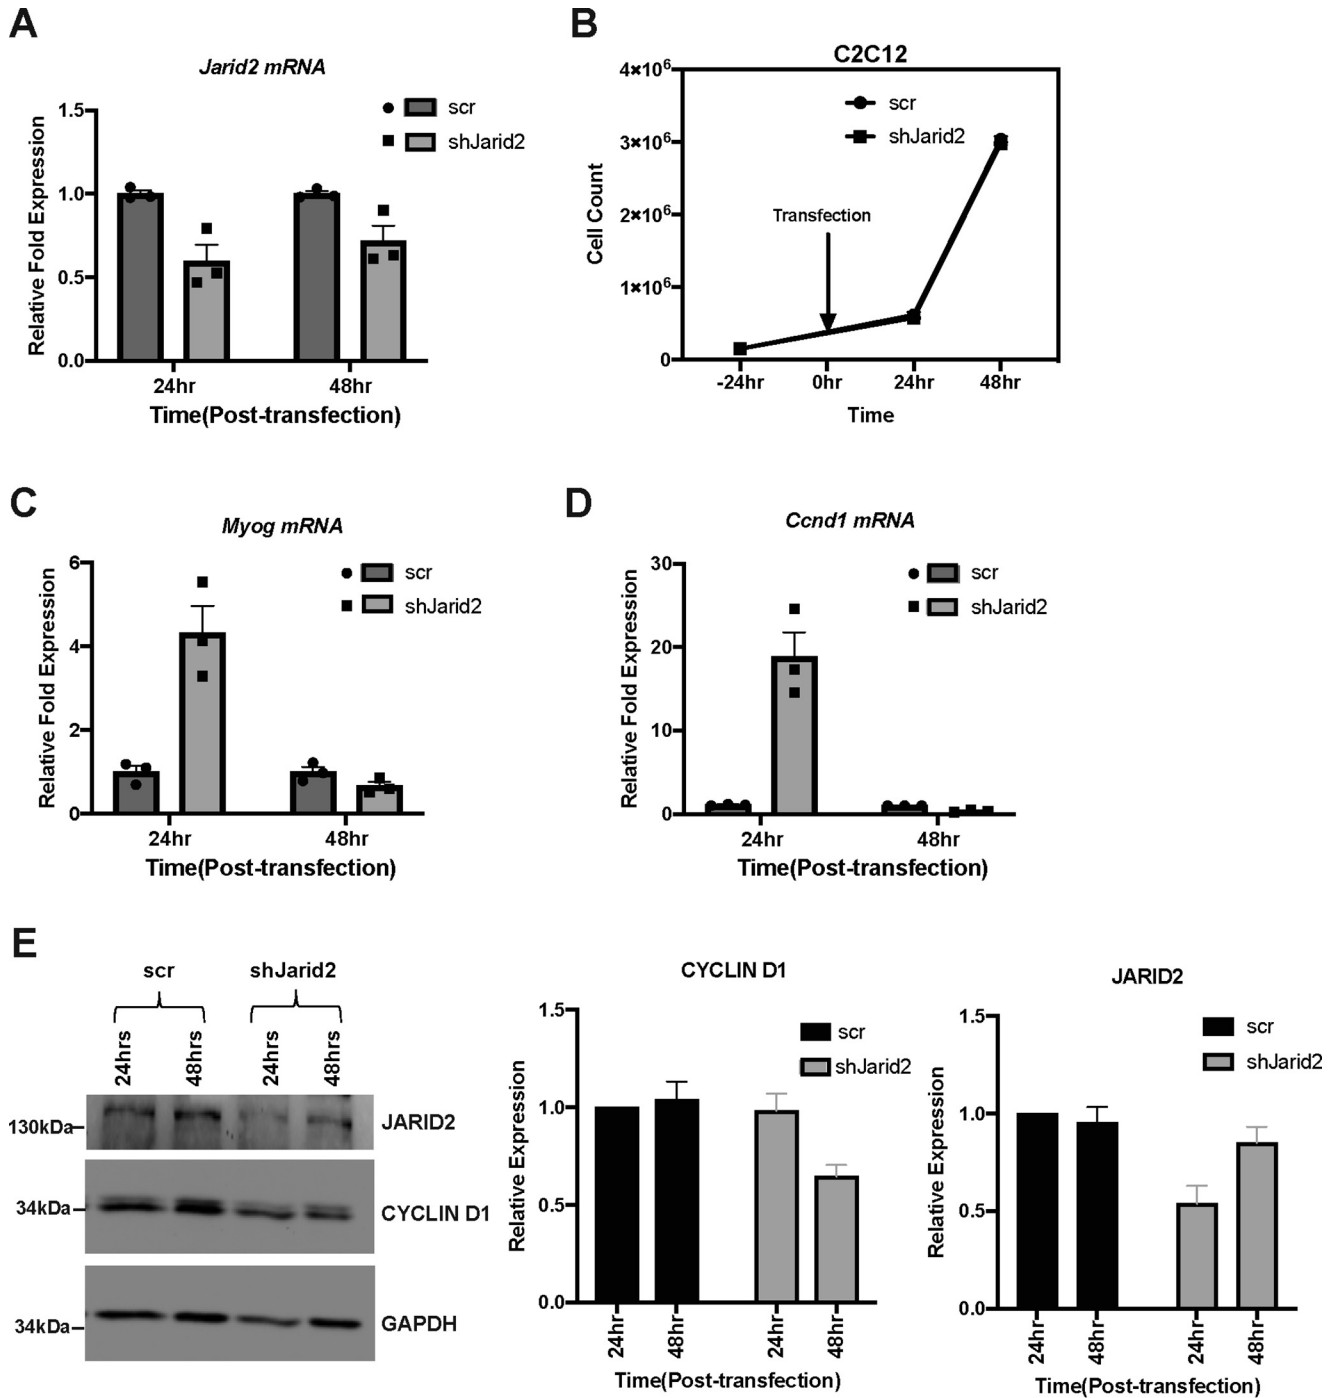 A
Jarid2 mRNA
scr
shJarid2
Relative Fold Expression
1.5
1.0
0.5
0.0
24hr
48hr
Time(Post-transfection)
B
C2C12
scr
shJarid2
Cell Count
4×10⁶
3×10⁶
2×10⁶
1×10⁶
0
Transfection
-24hr
0hr
24hr
48hr
Time
C
Myog mRNA
scr
shJarid2
Relative Fold Expression
6
4
2
0
24hr
48hr
Time(Post-transfection)
D
Ccnd1 mRNA
scr
shJarid2
Relative Fold Expression
30
20
10
0
24hr
48hr
Time(Post-transfection)
E
scr
shJarid2
24hrs
48hrs
24hrs
48hrs
130kDa
JARID2
34kDa
CYCLIN D1
34kDa
GAPDH
CYCLIN D1
scr
shJarid2
Relative Expression
1.5
1.0
0.5
0.0
24hr
48hr
24hr
48hr
Time(Post-transfection)
JARID2
scr
shJarid2
Relative Expression
1.5
1.0
0.5
0.0
24hr
48hr
24hr
48hr
Time(Post-transfection)